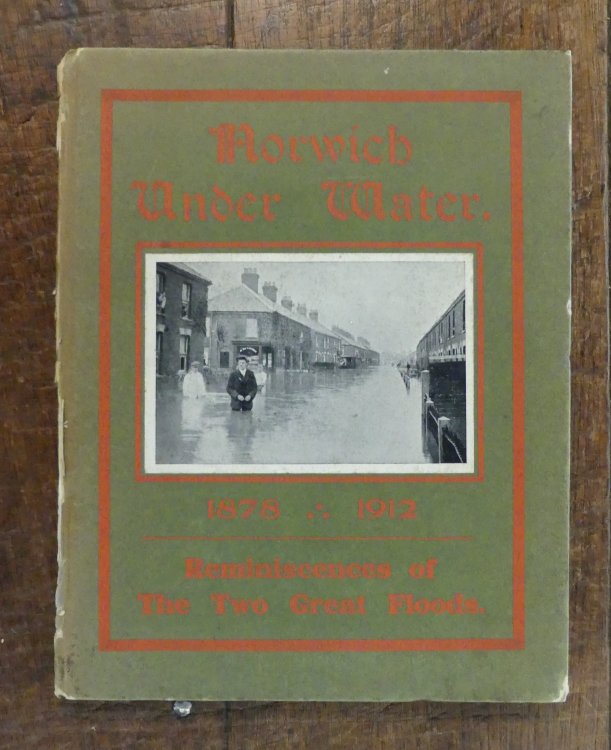 Norwich
Under Water.
1878 ∴ 1912
Reminiscences of
The Two Great Floods.